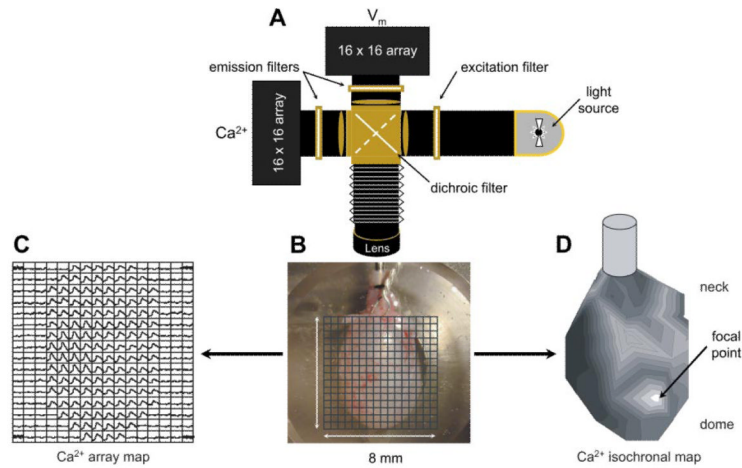 A
Vm
16 x 16 array
emission filters
excitation filter
light
source
Ca²⁺
16 x 16 array
dichroic filter
Lens
C
B
D
neck
focal
point
dome
Ca²⁺ array map
8 mm
Ca²⁺ isochronal map